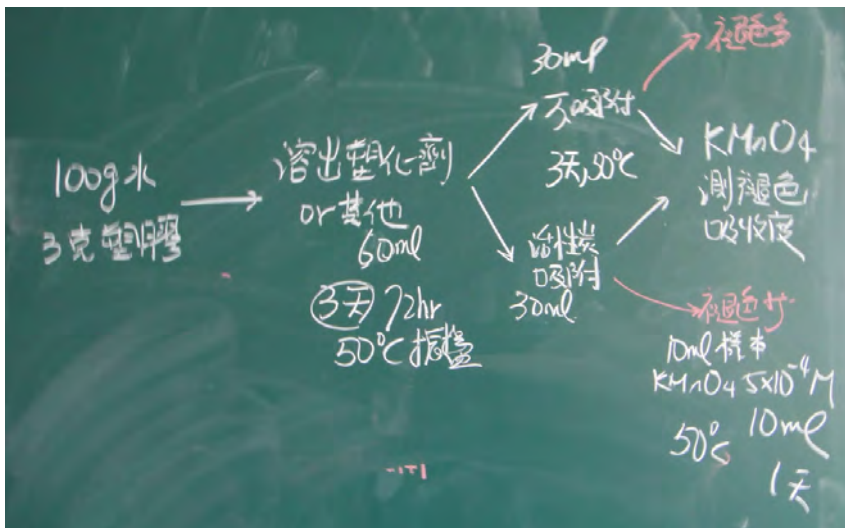 100g水
3克塑膠
溶出塑化劑
or其他
60ml
3天 72hr
50°C振盪
30ml
不吸附
3天,30°C
活性炭
吸附
30ml
褪色多
KMnO4
測褪色
吸收度
褪色少
10ml樣本
KMnO4 5x10⁻⁴M
10ml
50°C
1天